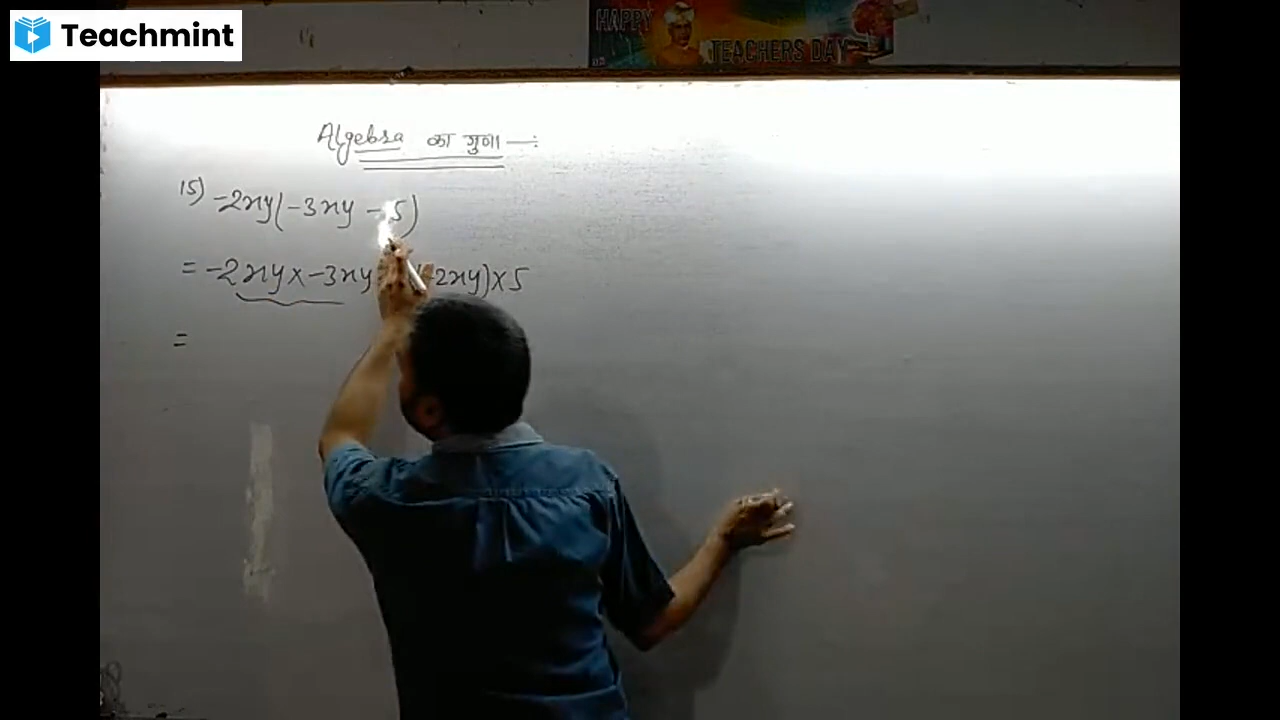 Teachmint
HAPPY
TEACHERS DAY
Algebra का गुणा —:
15) -2xy(-3xy - 5)
= -2xy x -3xy (-2xy) x 5
=